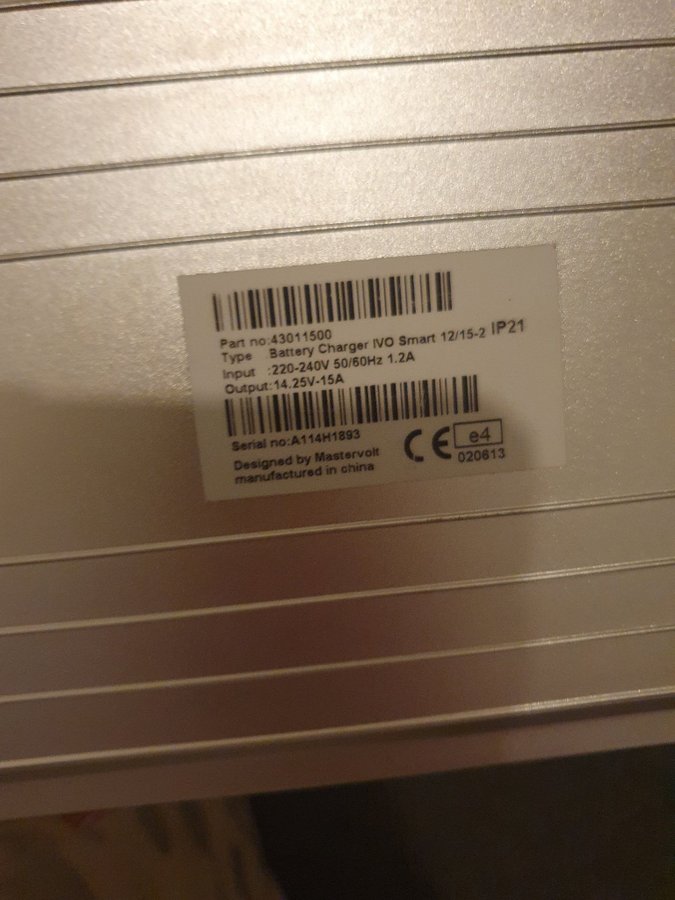 Part no:43011500
Type Battery Charger IVO Smart 12/15-2 IP21
Input :220-240V 50/60Hz 1.2A
Output:14.25V-15A
Serial no:A114H1893
Designed by Mastervolt
manufactured in china
CE e4
020613